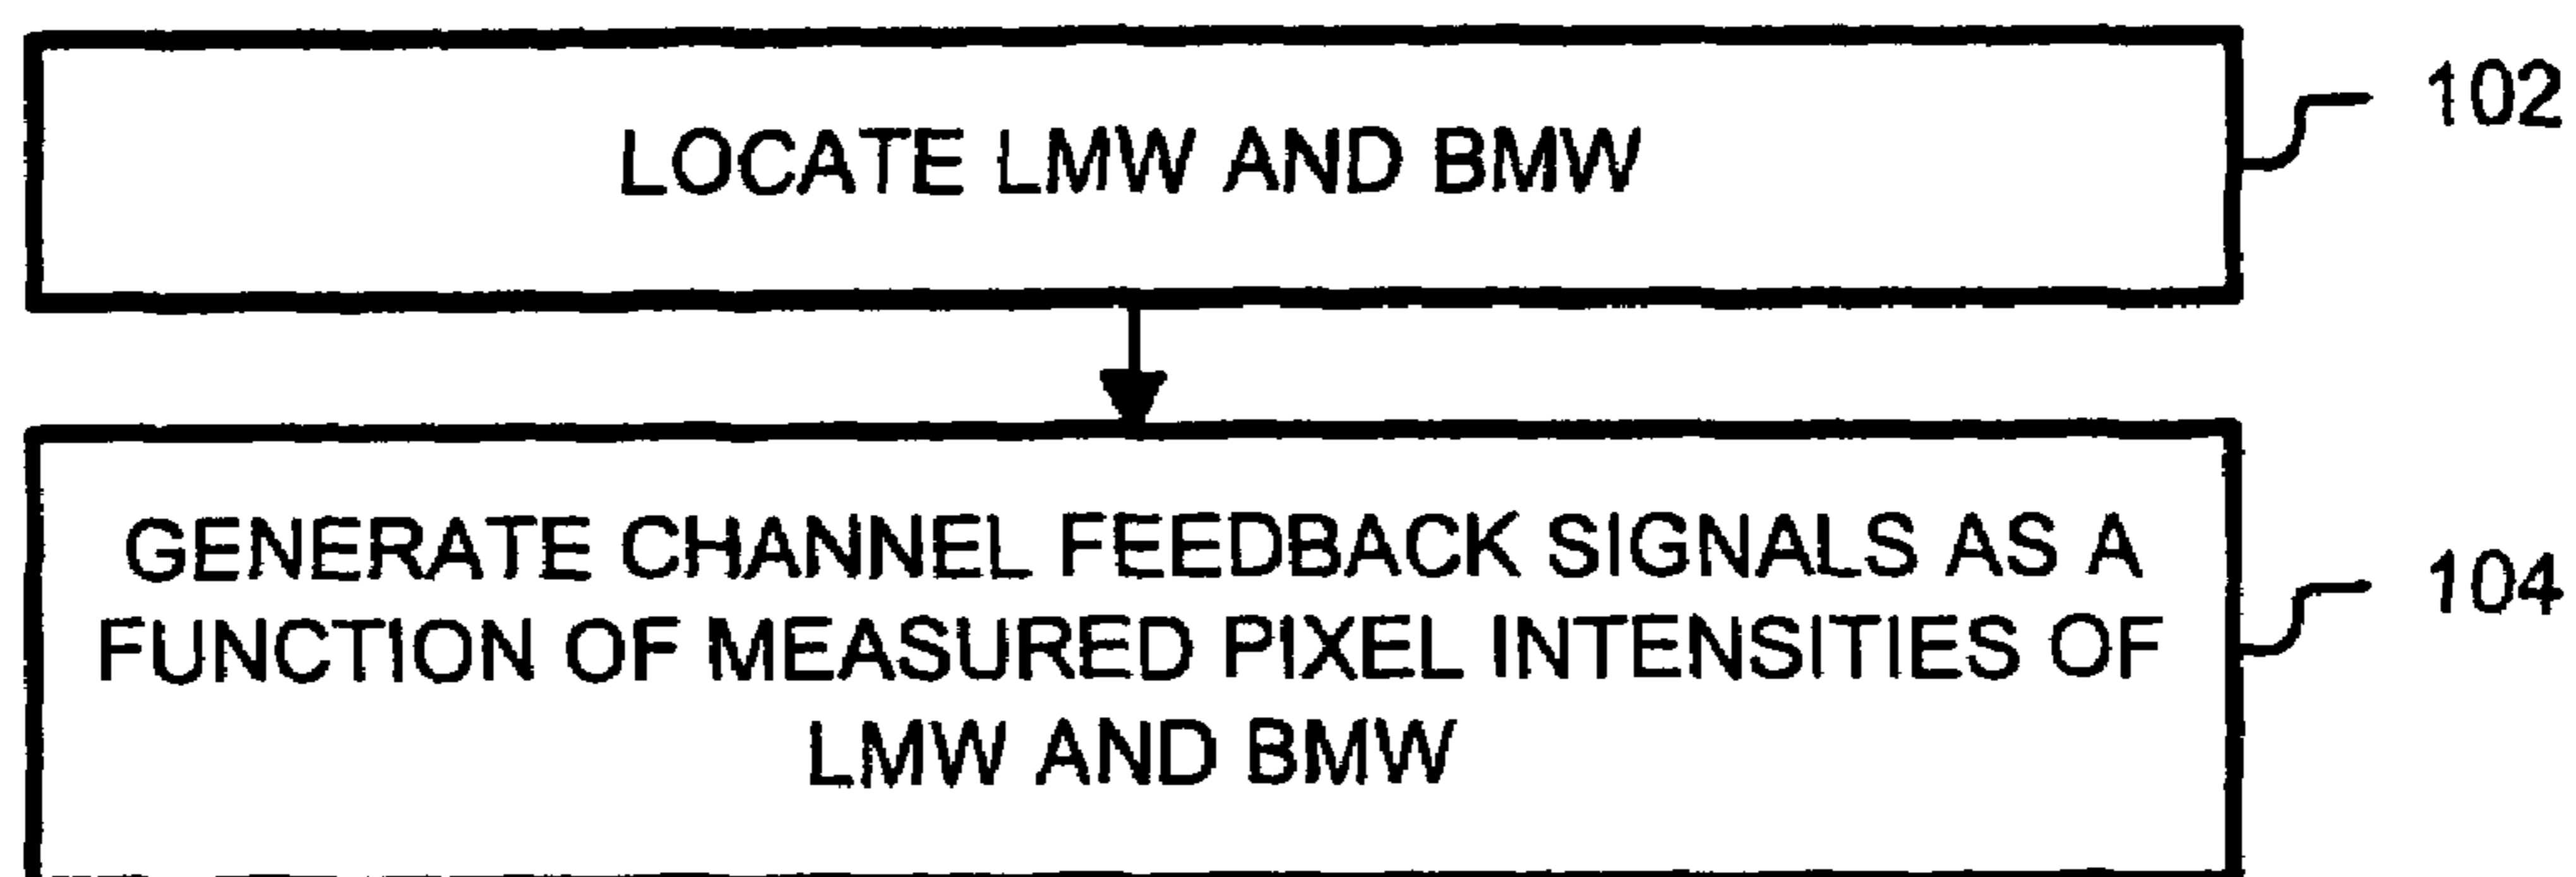 LOCATE LMW AND BMW
102
GENERATE CHANNEL FEEDBACK SIGNALS AS A
FUNCTION OF MEASURED PIXEL INTENSITIES OF
LMW AND BMW
104